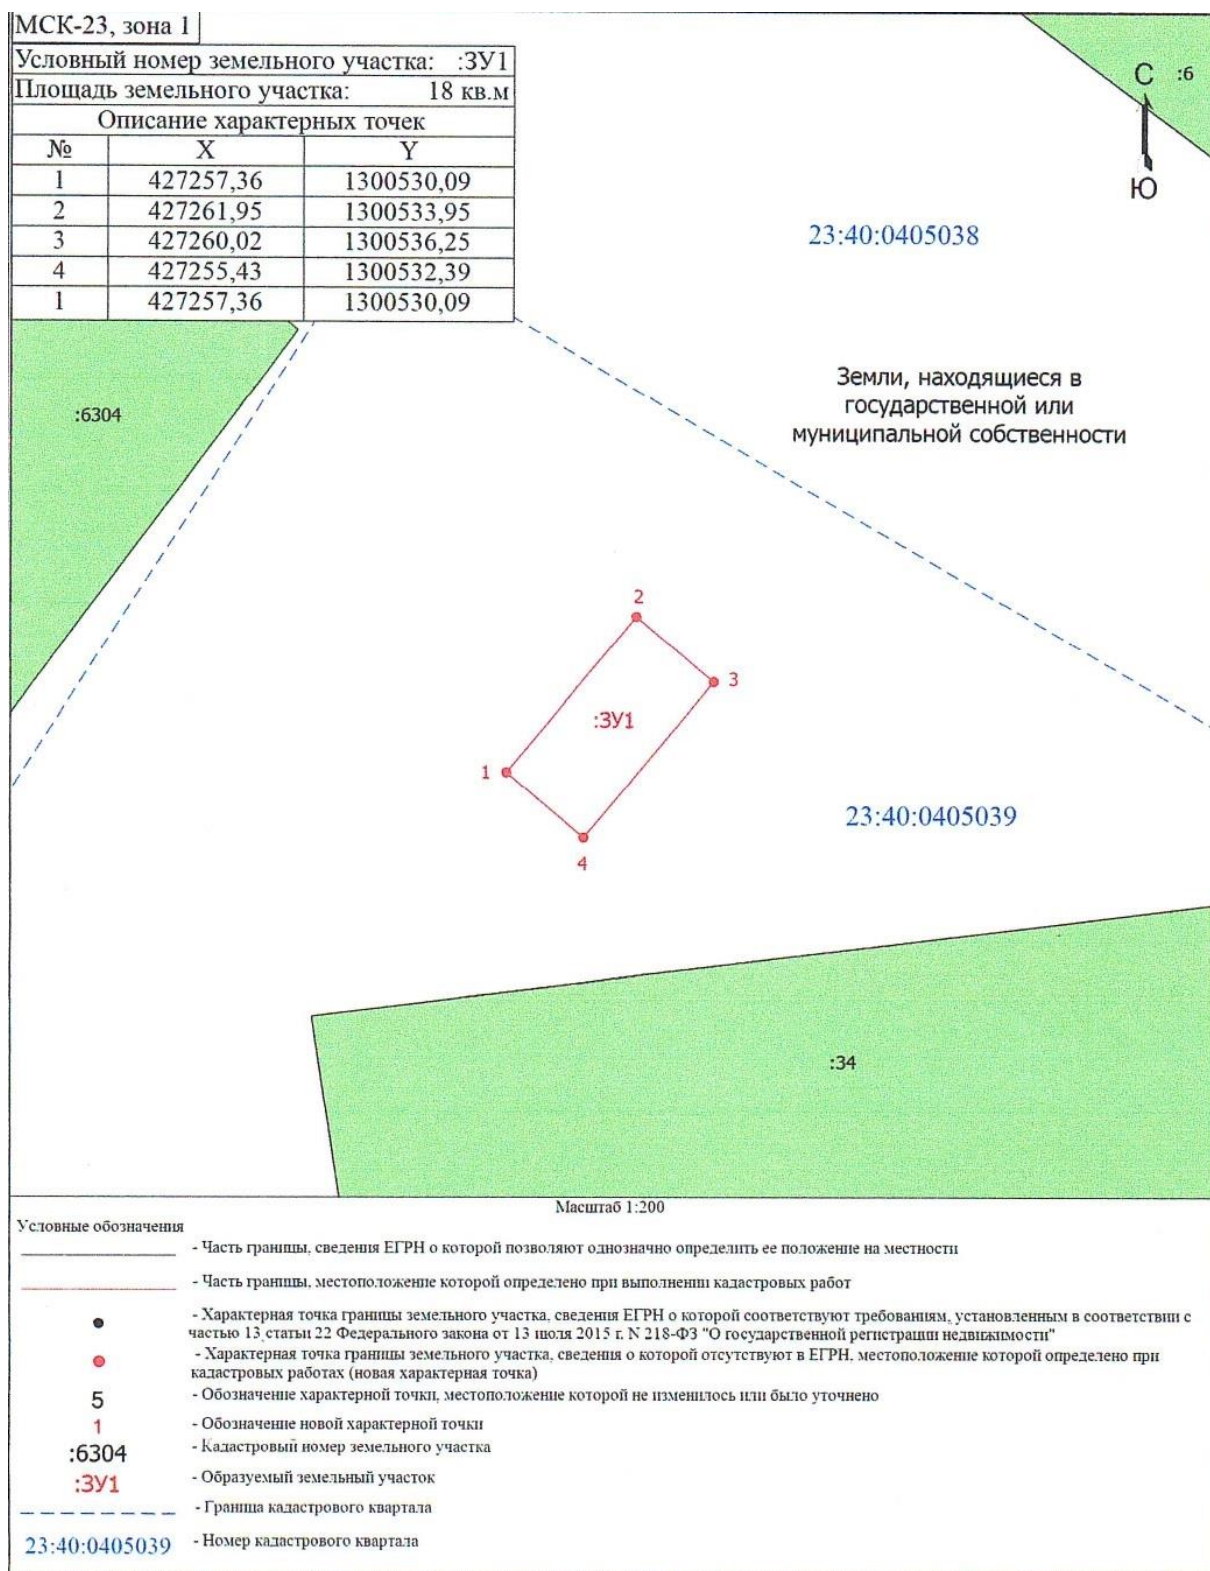 МСК-23, зона 1
Условный номер земельного участка: :ЗУ1
Площадь земельного участка: 18 кв.м
Описание характерных точек
№ X Y
1 427257,36 1300530,09
2 427261,95 1300533,95
3 427260,02 1300536,25
4 427255,43 1300532,39
1 427257,36 1300530,09
С :6
Ю
23:40:0405038
Земли, находящиеся в
государственной или
муниципальной собственности
:6304
2
3
:ЗУ1
1
23:40:0405039
4
:34
Масштаб 1:200
Условные обозначения
- Часть границы, сведения ЕГРН о которой позволяют однозначно определить ее положение на местности
- Часть границы, местоположение которой определено при выполнении кадастровых работ
- Характерная точка границы земельного участка, сведения ЕГРН о которой соответствуют требованиям, установленным в соответствии с
частью 13 статьи 22 Федерального закона от 13 июля 2015 г. N 218-ФЗ "О государственной регистрации недвижимости"
- Характерная точка границы земельного участка, сведения о которой отсутствуют в ЕГРН, местоположение которой определено при
кадастровых работах (новая характерная точка)
5 - Обозначение характерной точки, местоположение которой не изменилось или было уточнено
1 - Обозначение новой характерной точки
:6304 - Кадастровый номер земельного участка
:ЗУ1 - Образуемый земельный участок
- Граница кадастрового квартала
23:40:0405039 - Номер кадастрового квартала